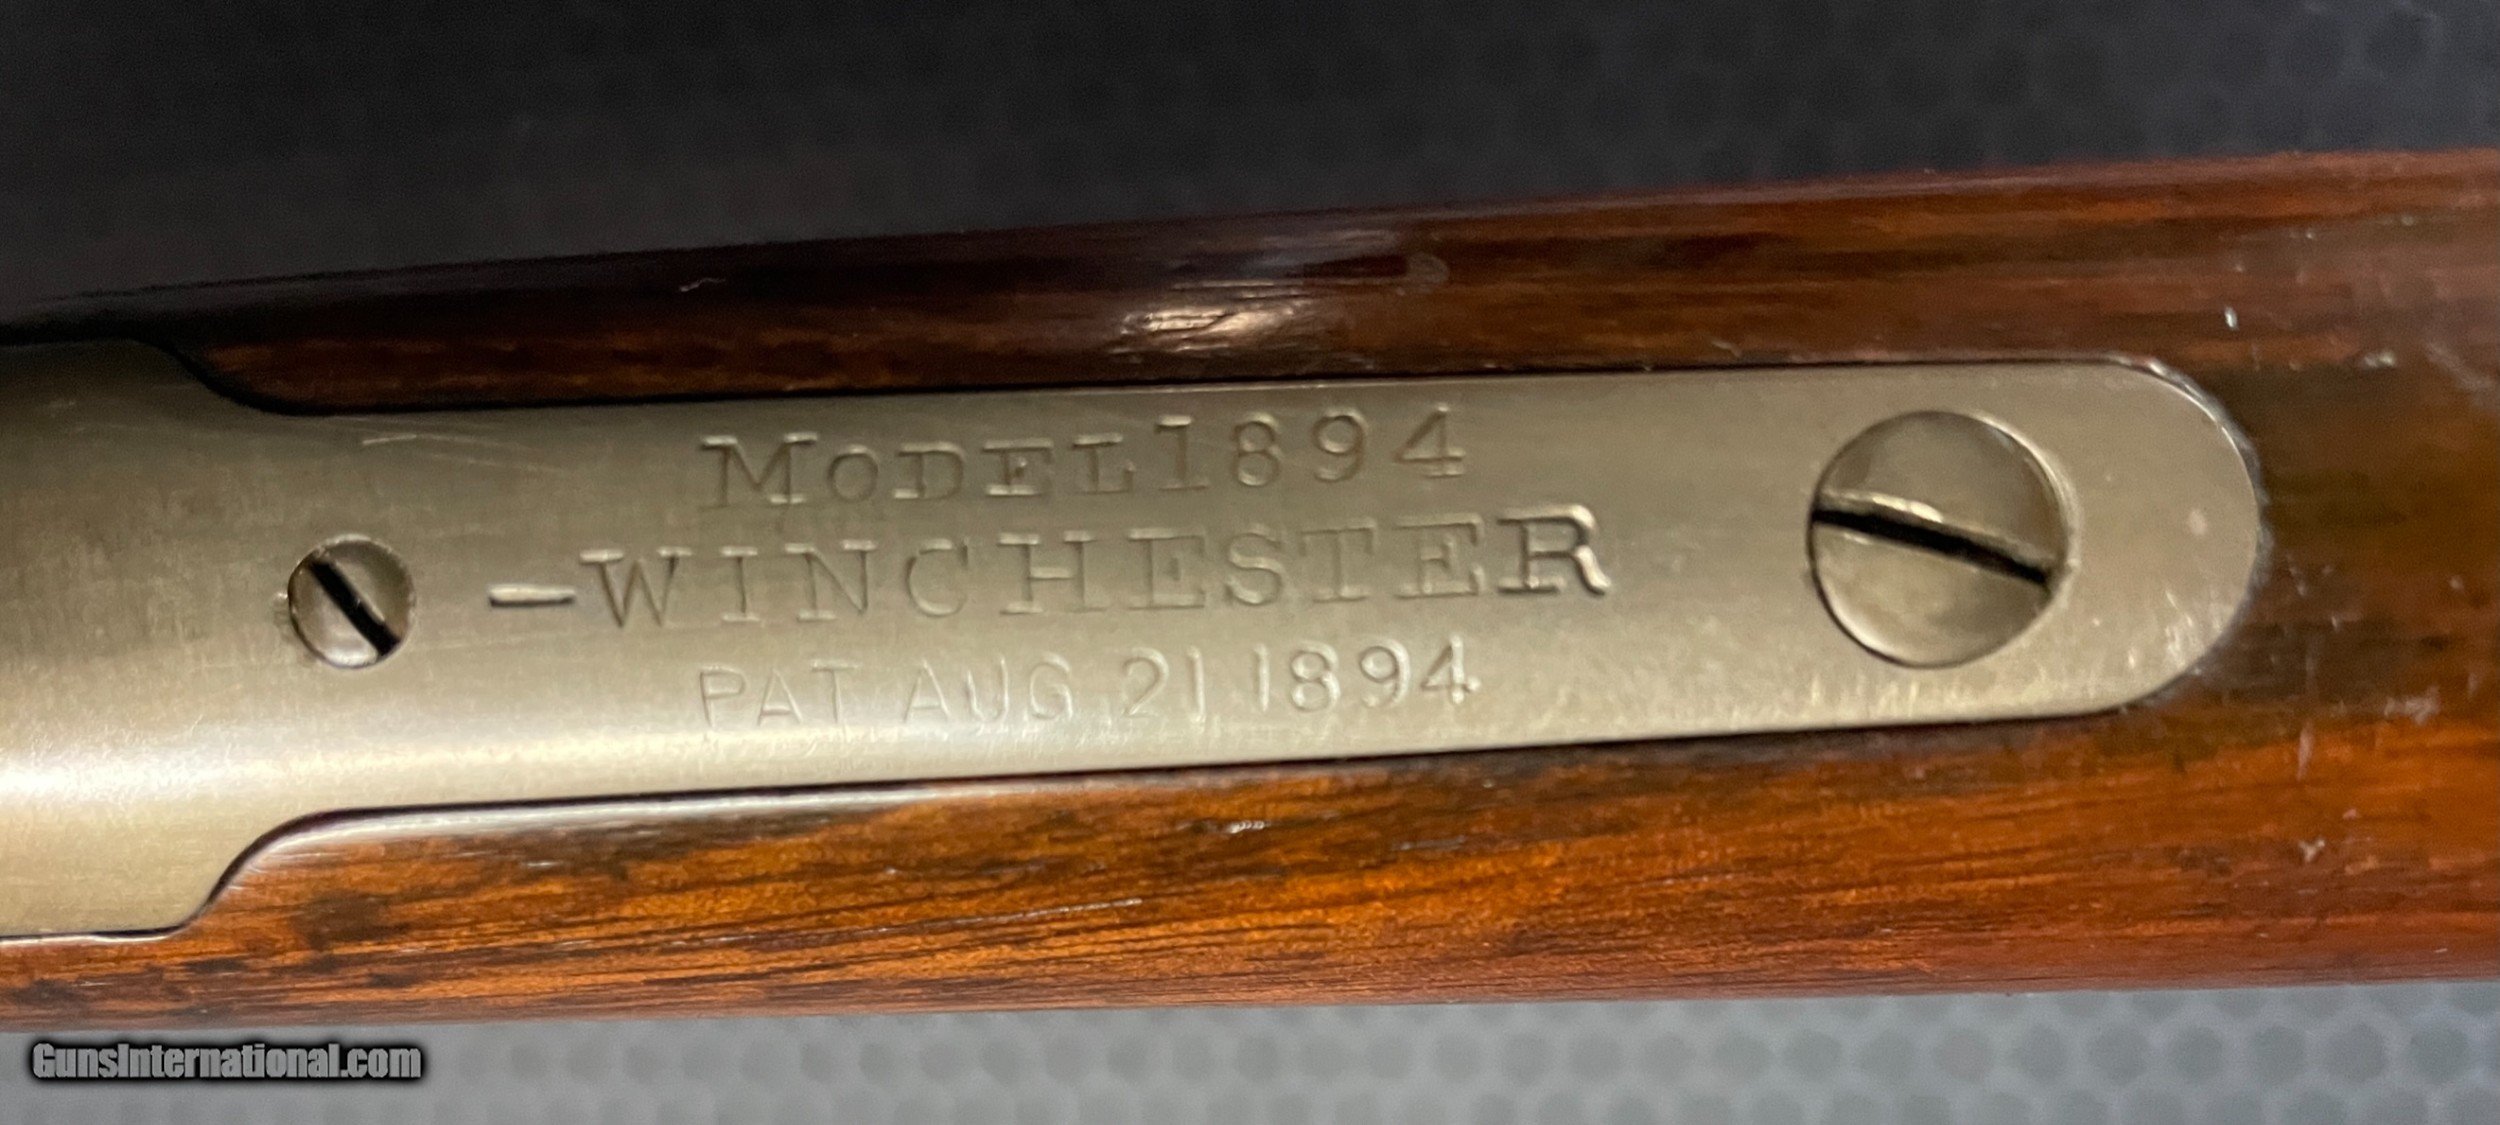 MODEL 1894
-WINCHESTER
PAT AUG 21 1894
GunsInternational.com